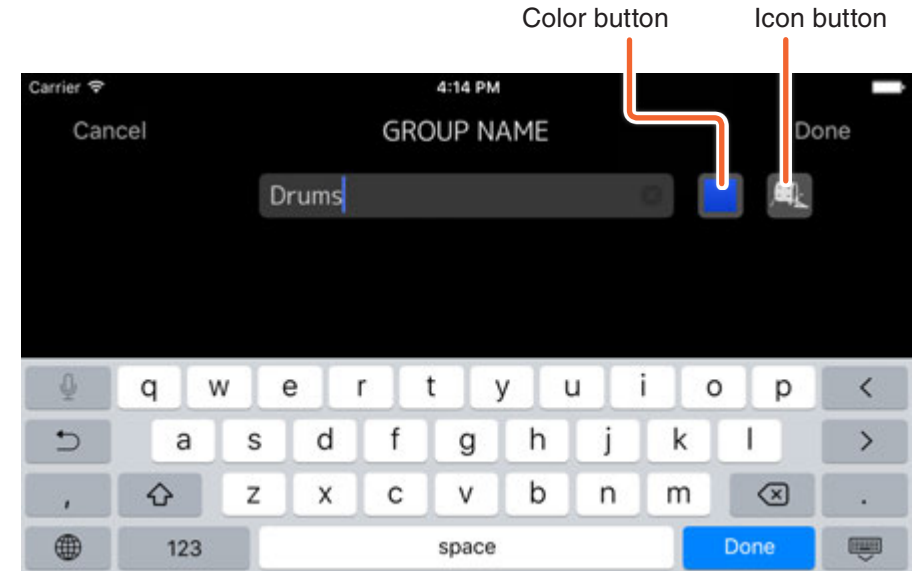 Color button Icon button
Carrier 4:14 PM
Cancel GROUP NAME Done
Drums
q w e r t y u i o p <
a s d f g h j k l >
, z x c v b n m .
123 space Done